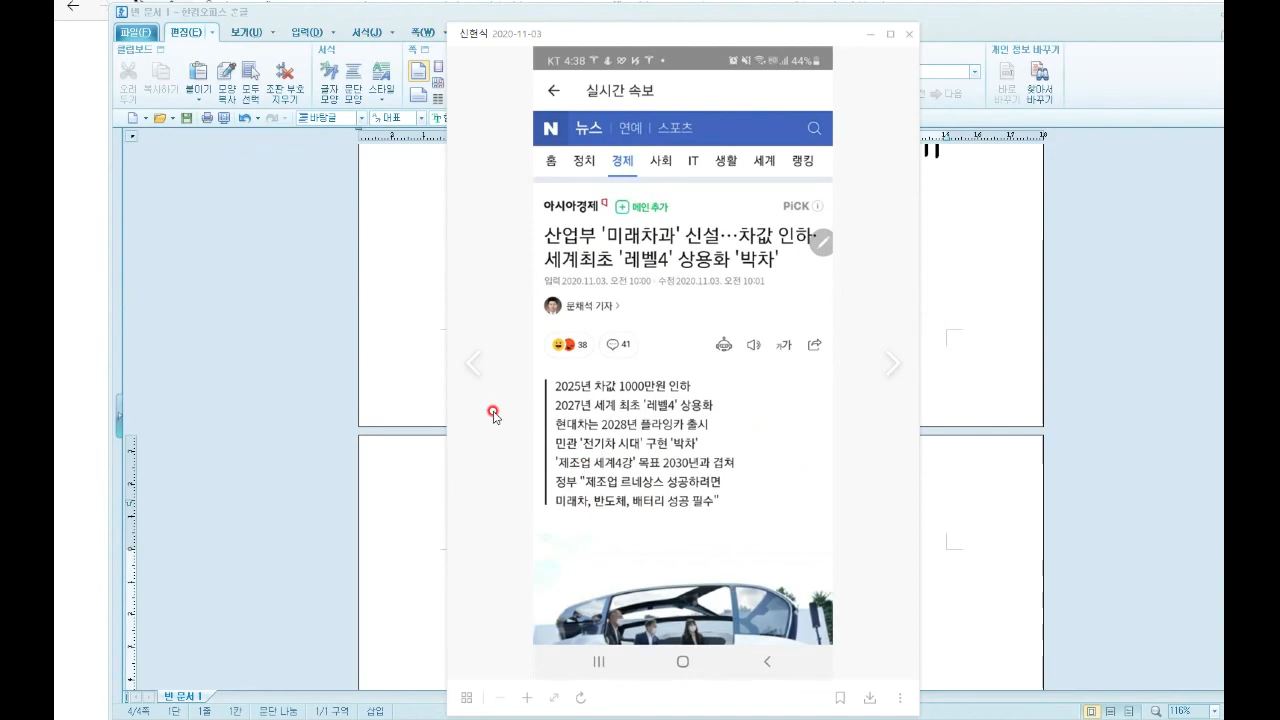 빈 문서 1 - 한컴오피스 한글
파일(F) 편집(E) 보기(U) 입력(D) 서식(J) 쪽(W)
클립보드 서식 쪽 개인 정보 바꾸기
오려 두기 복사하기 붙이기 모양 복사 조판 부호 지우기 글자 모양 문단 모양 스타일 다음 바로 바꾸기 찾아서 바꾸기
바탕글 대표
신현식 2020-11-03
KT 4:38 44%
실시간 속보
N 뉴스 연예 스포츠
홈 정치 경제 사회 IT 생활 세계 랭킹
아시아경제 메인 추가 PiCK
산업부 '미래차과' 신설…차값 인하·
세계최초 '레벨4' 상용화 '박차'
입력 2020.11.03. 오전 10:00 · 수정 2020.11.03. 오전 10:01
문채석 기자
38 41 가가
2025년 차값 1000만원 인하
2027년 세계 최초 '레벨4' 상용화
현대차는 2028년 플라잉카 출시
민관 '전기차 시대' 구현 '박차'
'제조업 세계4강' 목표 2030년과 겹쳐
정부 "제조업 르네상스 성공하려면
미래차, 반도체, 배터리 성공 필수"
빈 문서 1
4/4쪽 1단 1줄 1칸 문단 나눔 1/1 구역 삽입 116%